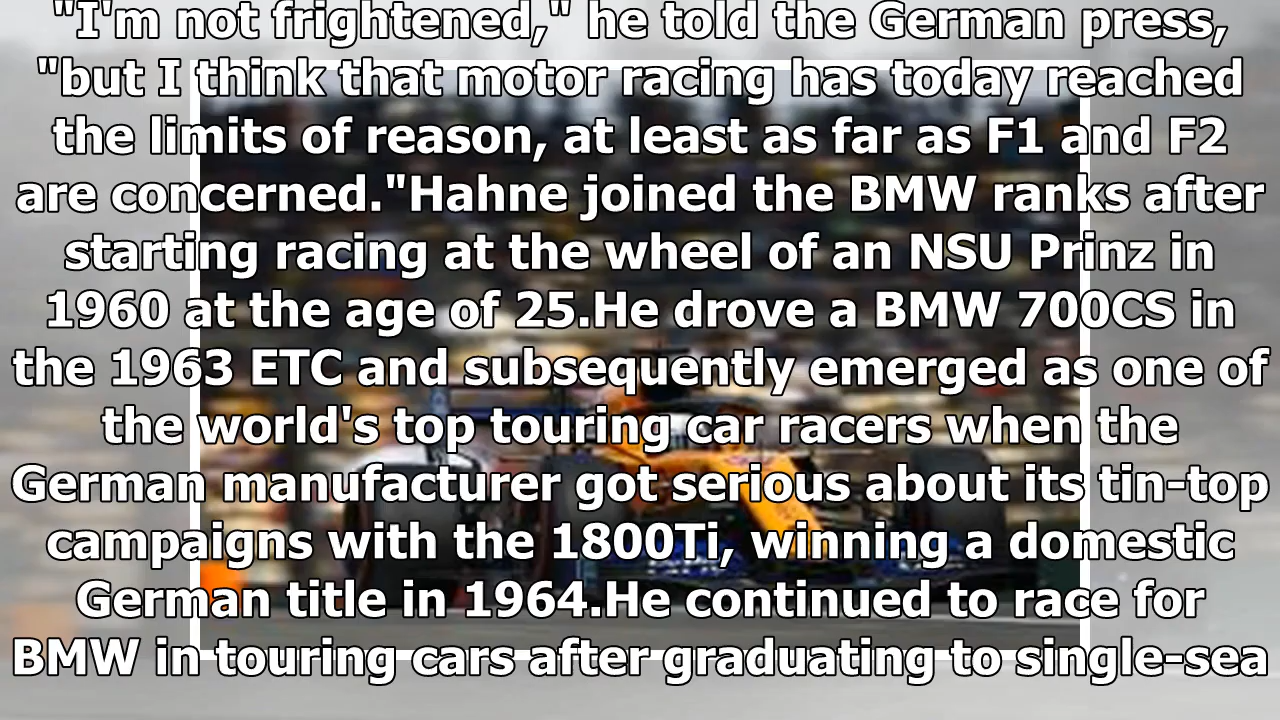 "I'm not frightened," he told the German press,
"but I think that motor racing has today reached
the limits of reason, at least as far as F1 and F2
are concerned."Hahne joined the BMW ranks after
starting racing at the wheel of an NSU Prinz in
1960 at the age of 25.He drove a BMW 700CS in
the 1963 ETC and subsequently emerged as one of
the world's top touring car racers when the
German manufacturer got serious about its tin-top
campaigns with the 1800Ti, winning a domestic
German title in 1964.He continued to race for
BMW in touring cars after graduating to single-sea